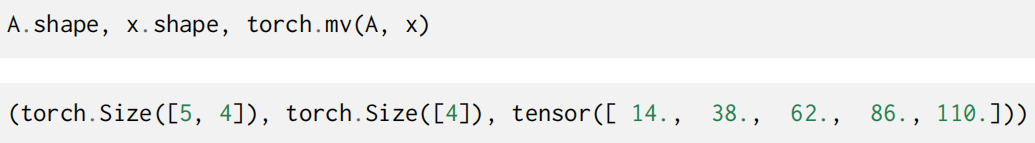 A.shape, x.shape, torch.mv(A, x)
(torch.Size([5, 4]), torch.Size([4]), tensor([ 14.,  38.,  62.,  86., 110.]))